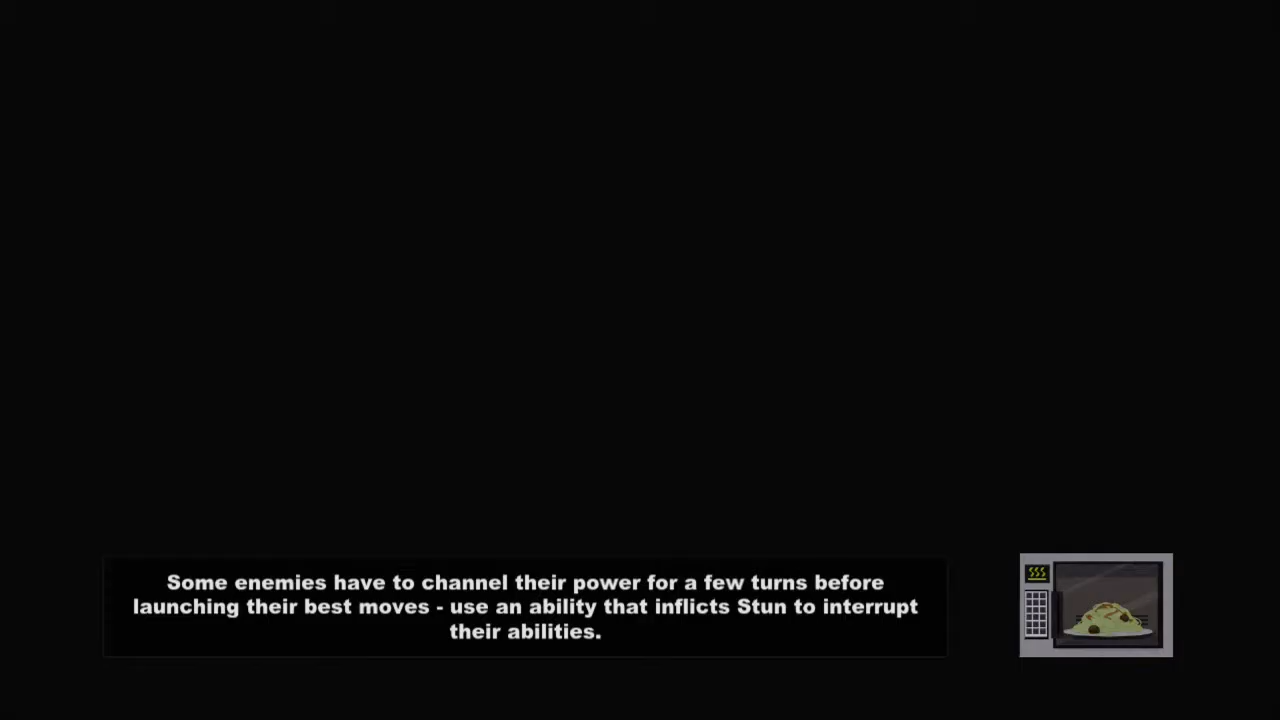 Some enemies have to channel their power for a few turns before
launching their best moves - use an ability that inflicts Stun to interrupt
their abilities.